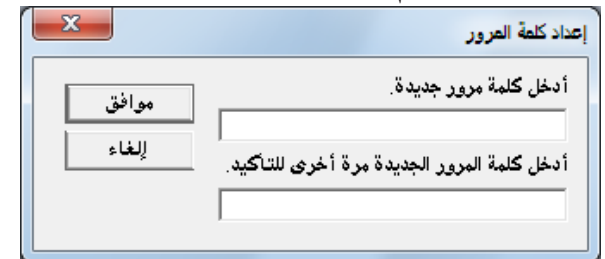 إعداد كلمة المرور
أدخل كلمة مرور جديدة.
موافق
إلغاء
أدخل كلمة المرور الجديدة مرة أخرى للتأكيد.